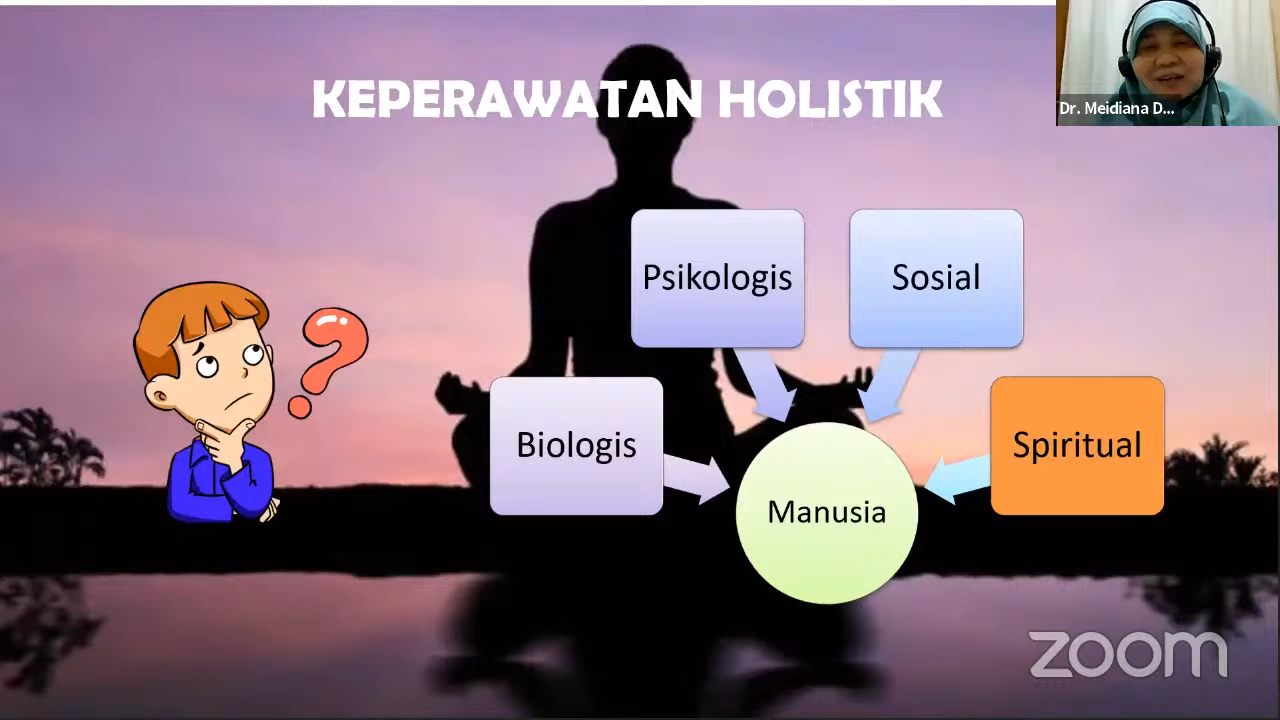 KEPERAWATAN HOLISTIK
Dr. Meidiana D...
Psikologis
Sosial
Biologis
Spiritual
Manusia
zoom